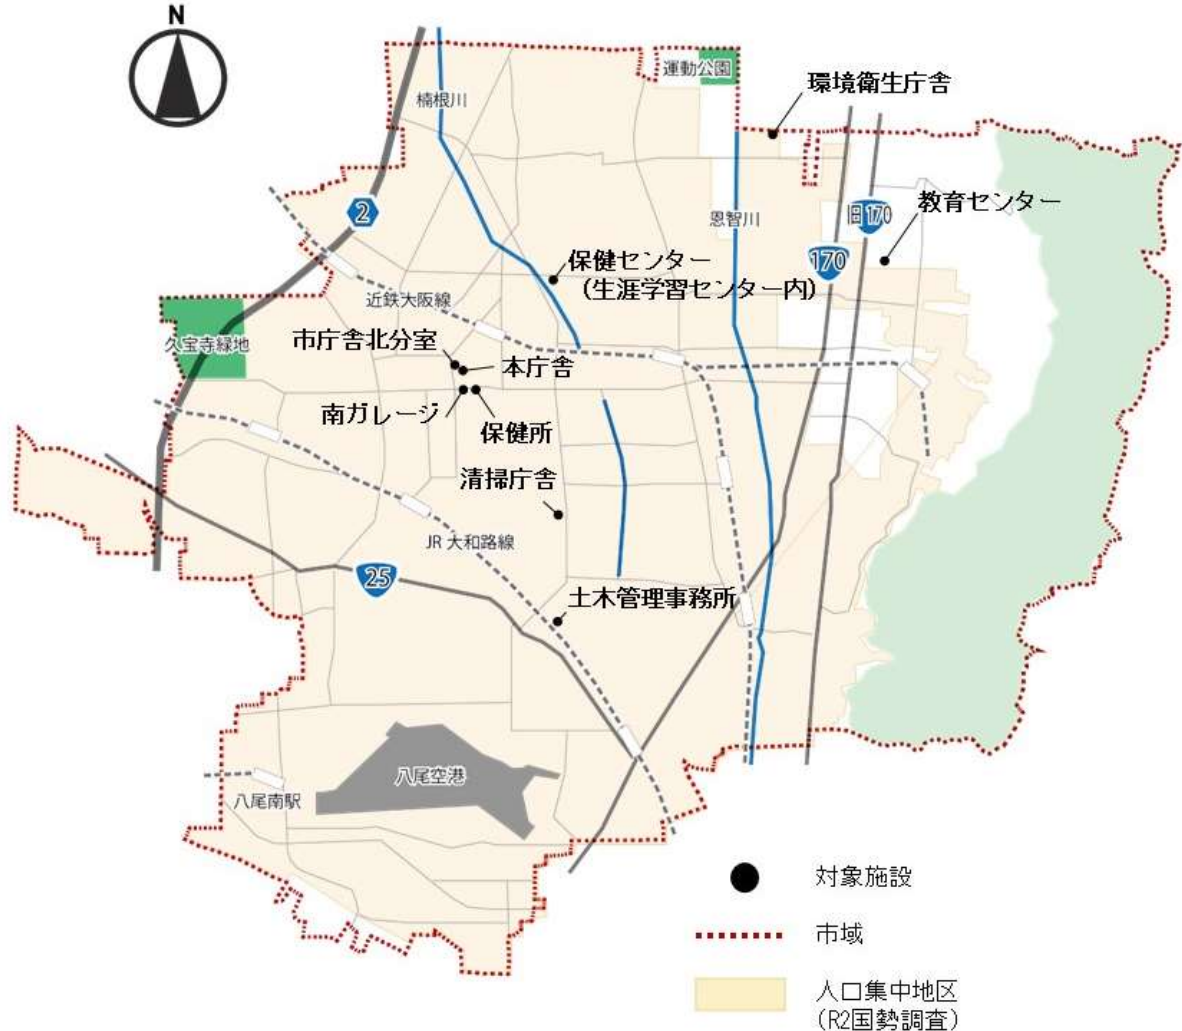 N
運動公園
環境衛生庁舎
楠根川
2
恩智川
旧170
教育センター
170
保健センター
（生涯学習センター内）
近鉄大阪線
久宝寺緑地
市庁舎北分室
本庁舎
南ガレージ
保健所
清掃庁舎
JR 大和路線
25
土木管理事務所
八尾空港
八尾南駅
対象施設
市域
人口集中地区
（R2国勢調査）